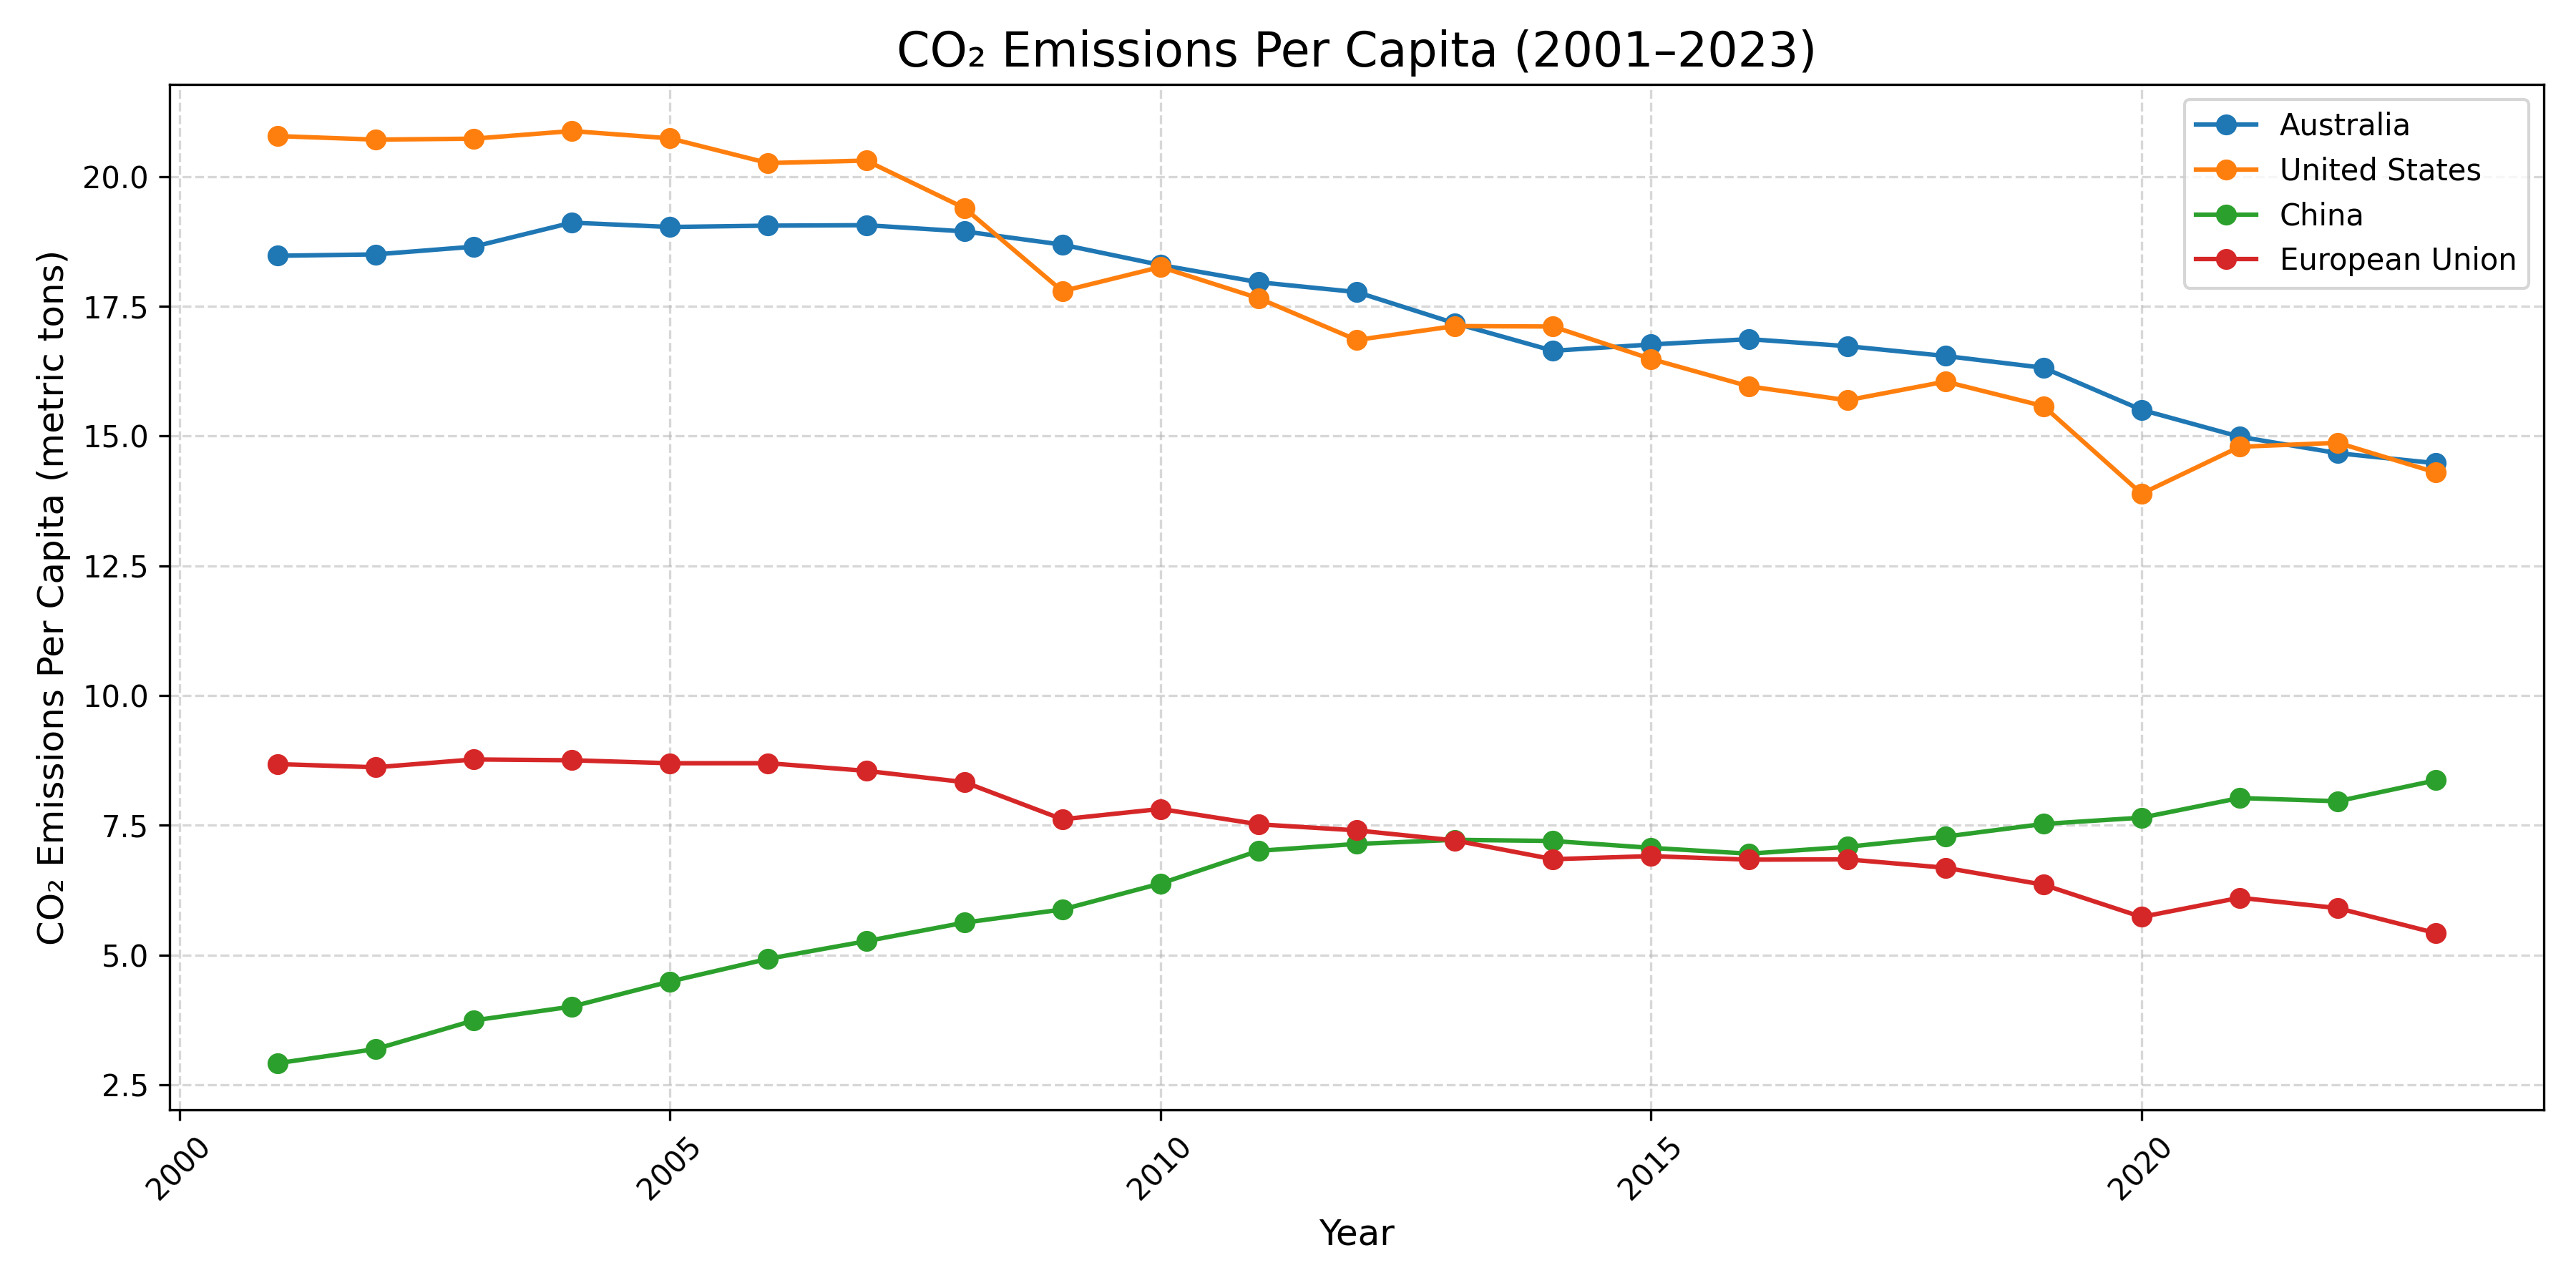 CO₂ Emissions Per Capita (2001–2023)
CO₂ Emissions Per Capita (metric tons)
20.0
17.5
15.0
12.5
10.0
7.5
5.0
2.5
Australia
United States
China
European Union
2000
2005
2010
2015
2020
Year